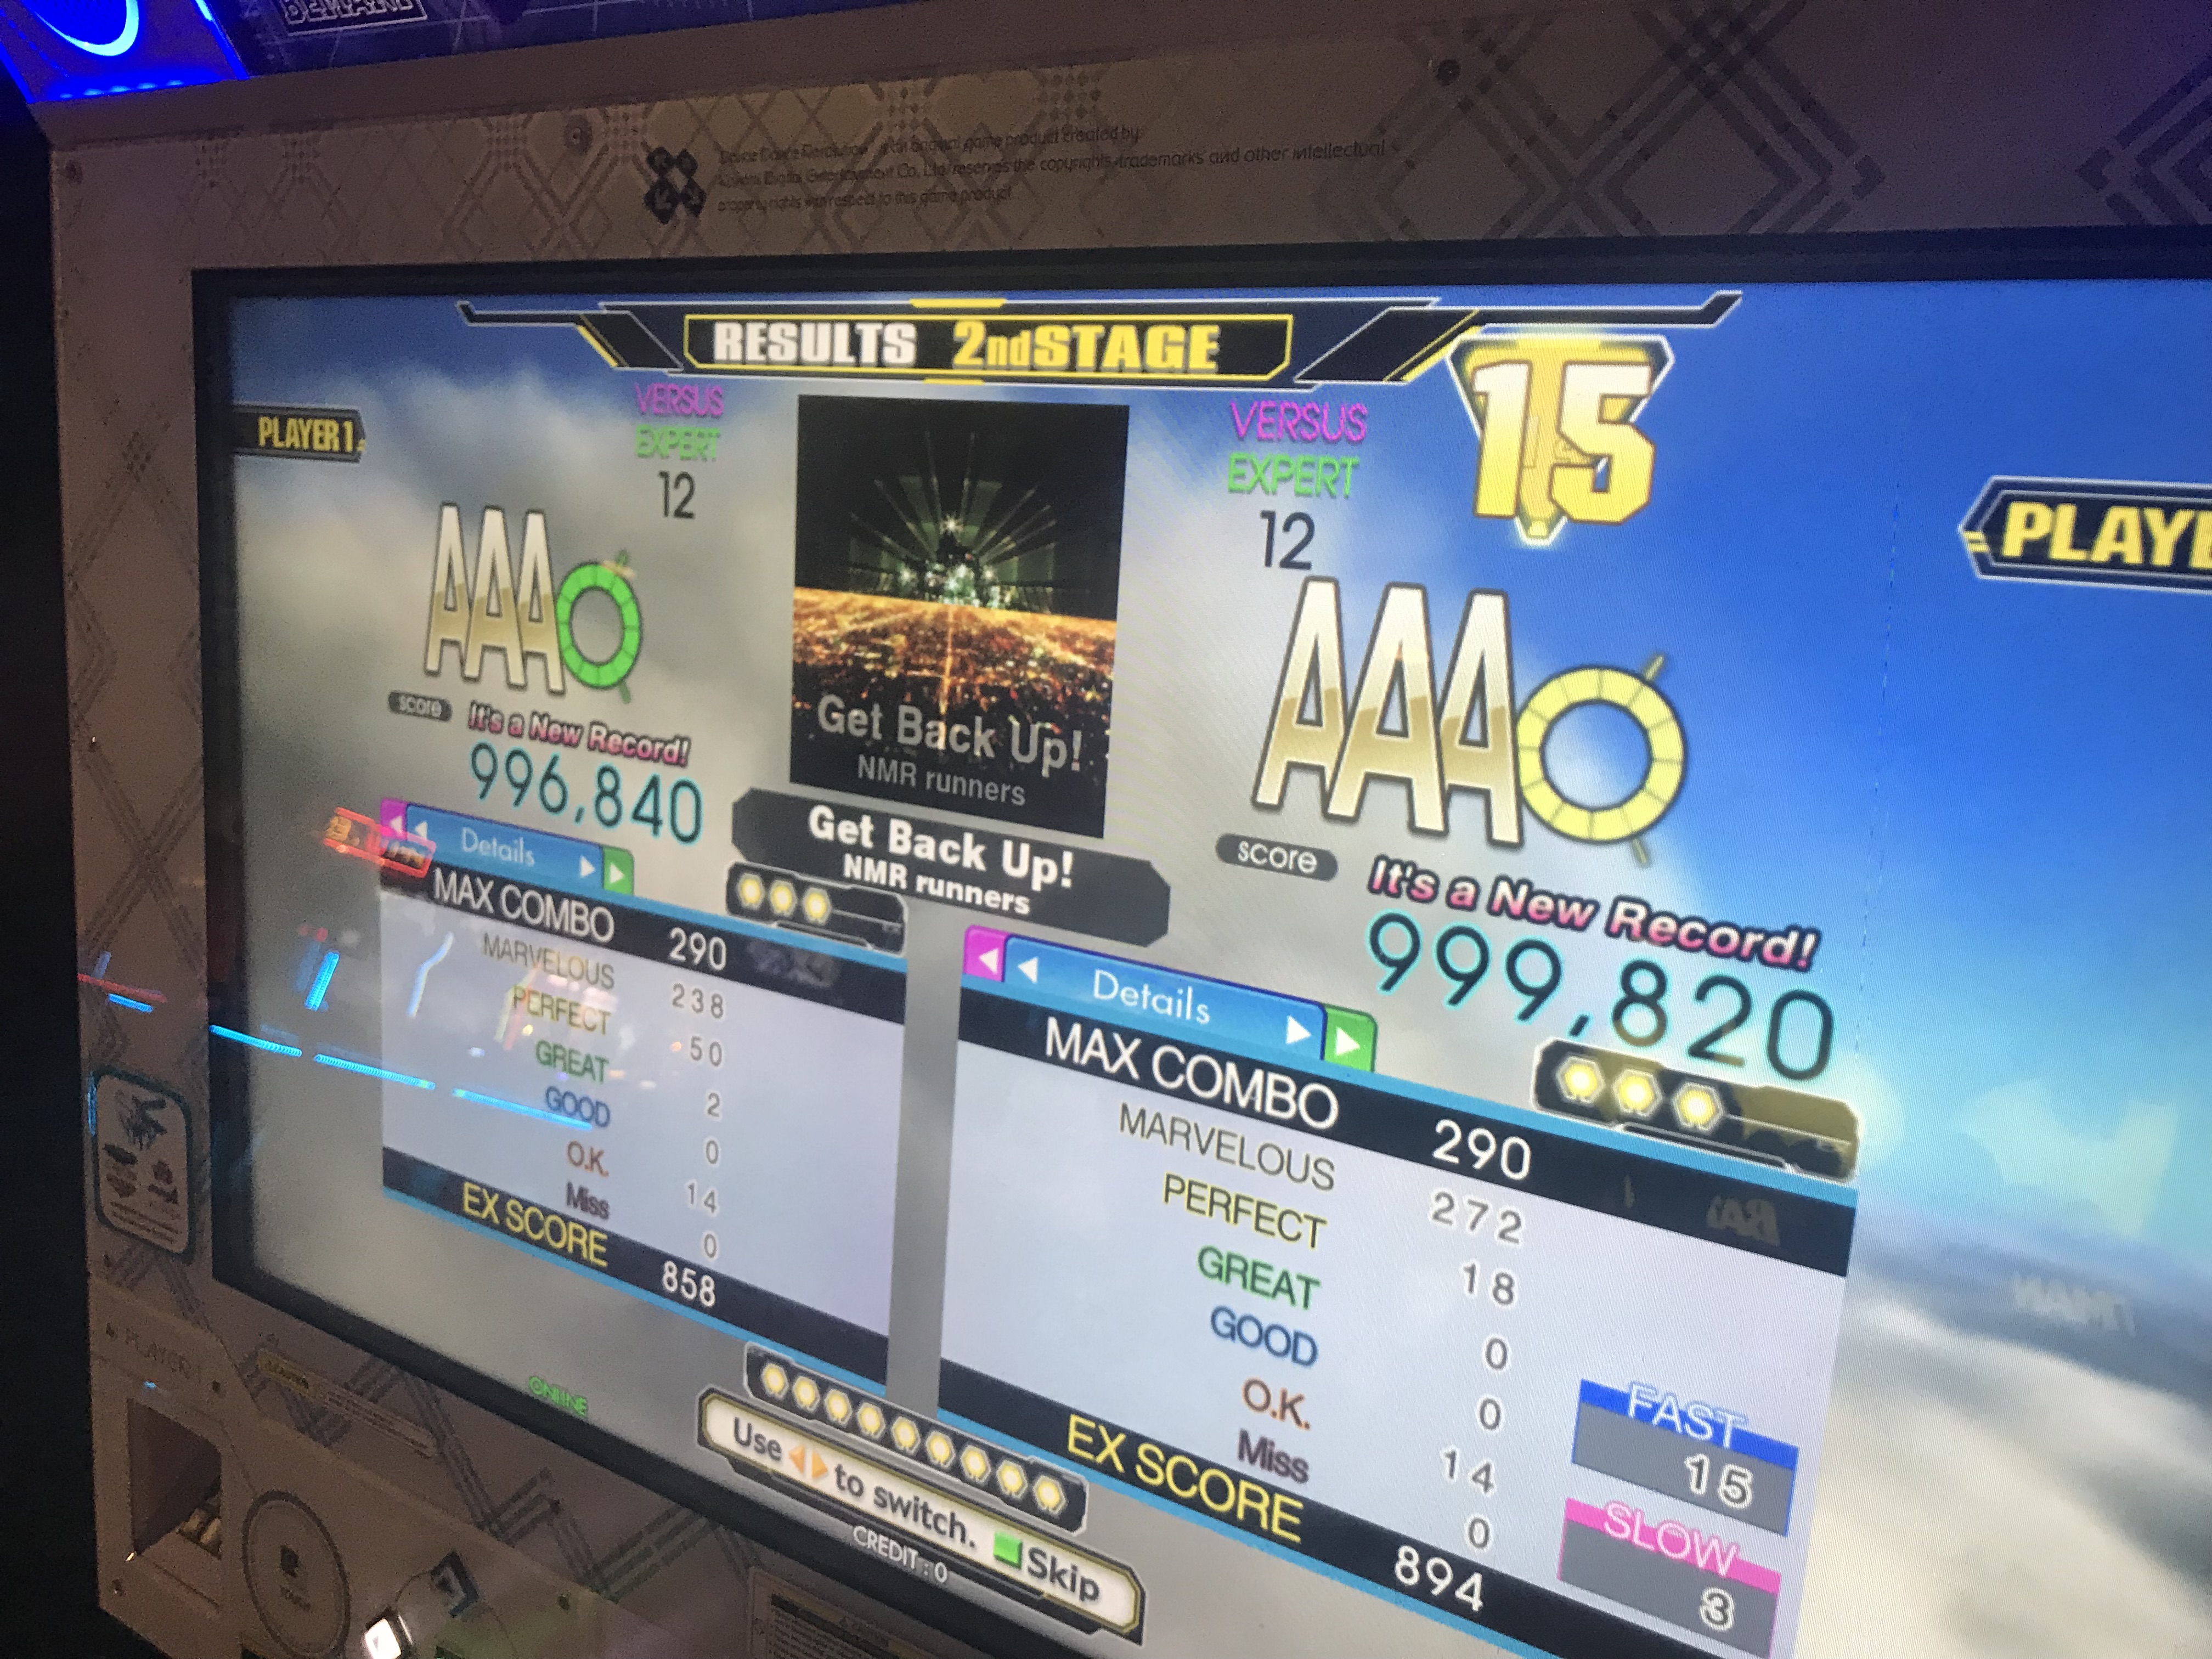 DEMAND
Dance Dance Revolution is an original game product created by
Konami Digital Entertainment Co., Ltd. reserves the copyrights, trademarks and other intellectual
property rights with respect to this game product.
RESULTS 2ndSTAGE
PLAYER1
VERSUS
EXPERT
12
AAA
score
It's a New Record!
996,840
Details
MAX COMBO 290
MARVELOUS 238
PERFECT 50
GREAT 2
GOOD 0
O.K. 14
Miss 0
EX SCORE 858
Get Back Up!
NMR runners
Get Back Up!
NMR runners
VERSUS
EXPERT
12
15
PLAYE
AAA
score
It's a New Record!
999,820
Details
MAX COMBO 290
MARVELOUS 272
PERFECT 18
GREAT 0
GOOD 0
O.K. 14
Miss 0
EX SCORE 894
FAST
15
SLOW
3
ONLINE
Use to switch. Skip
CREDIT : 0
PLAYER 1